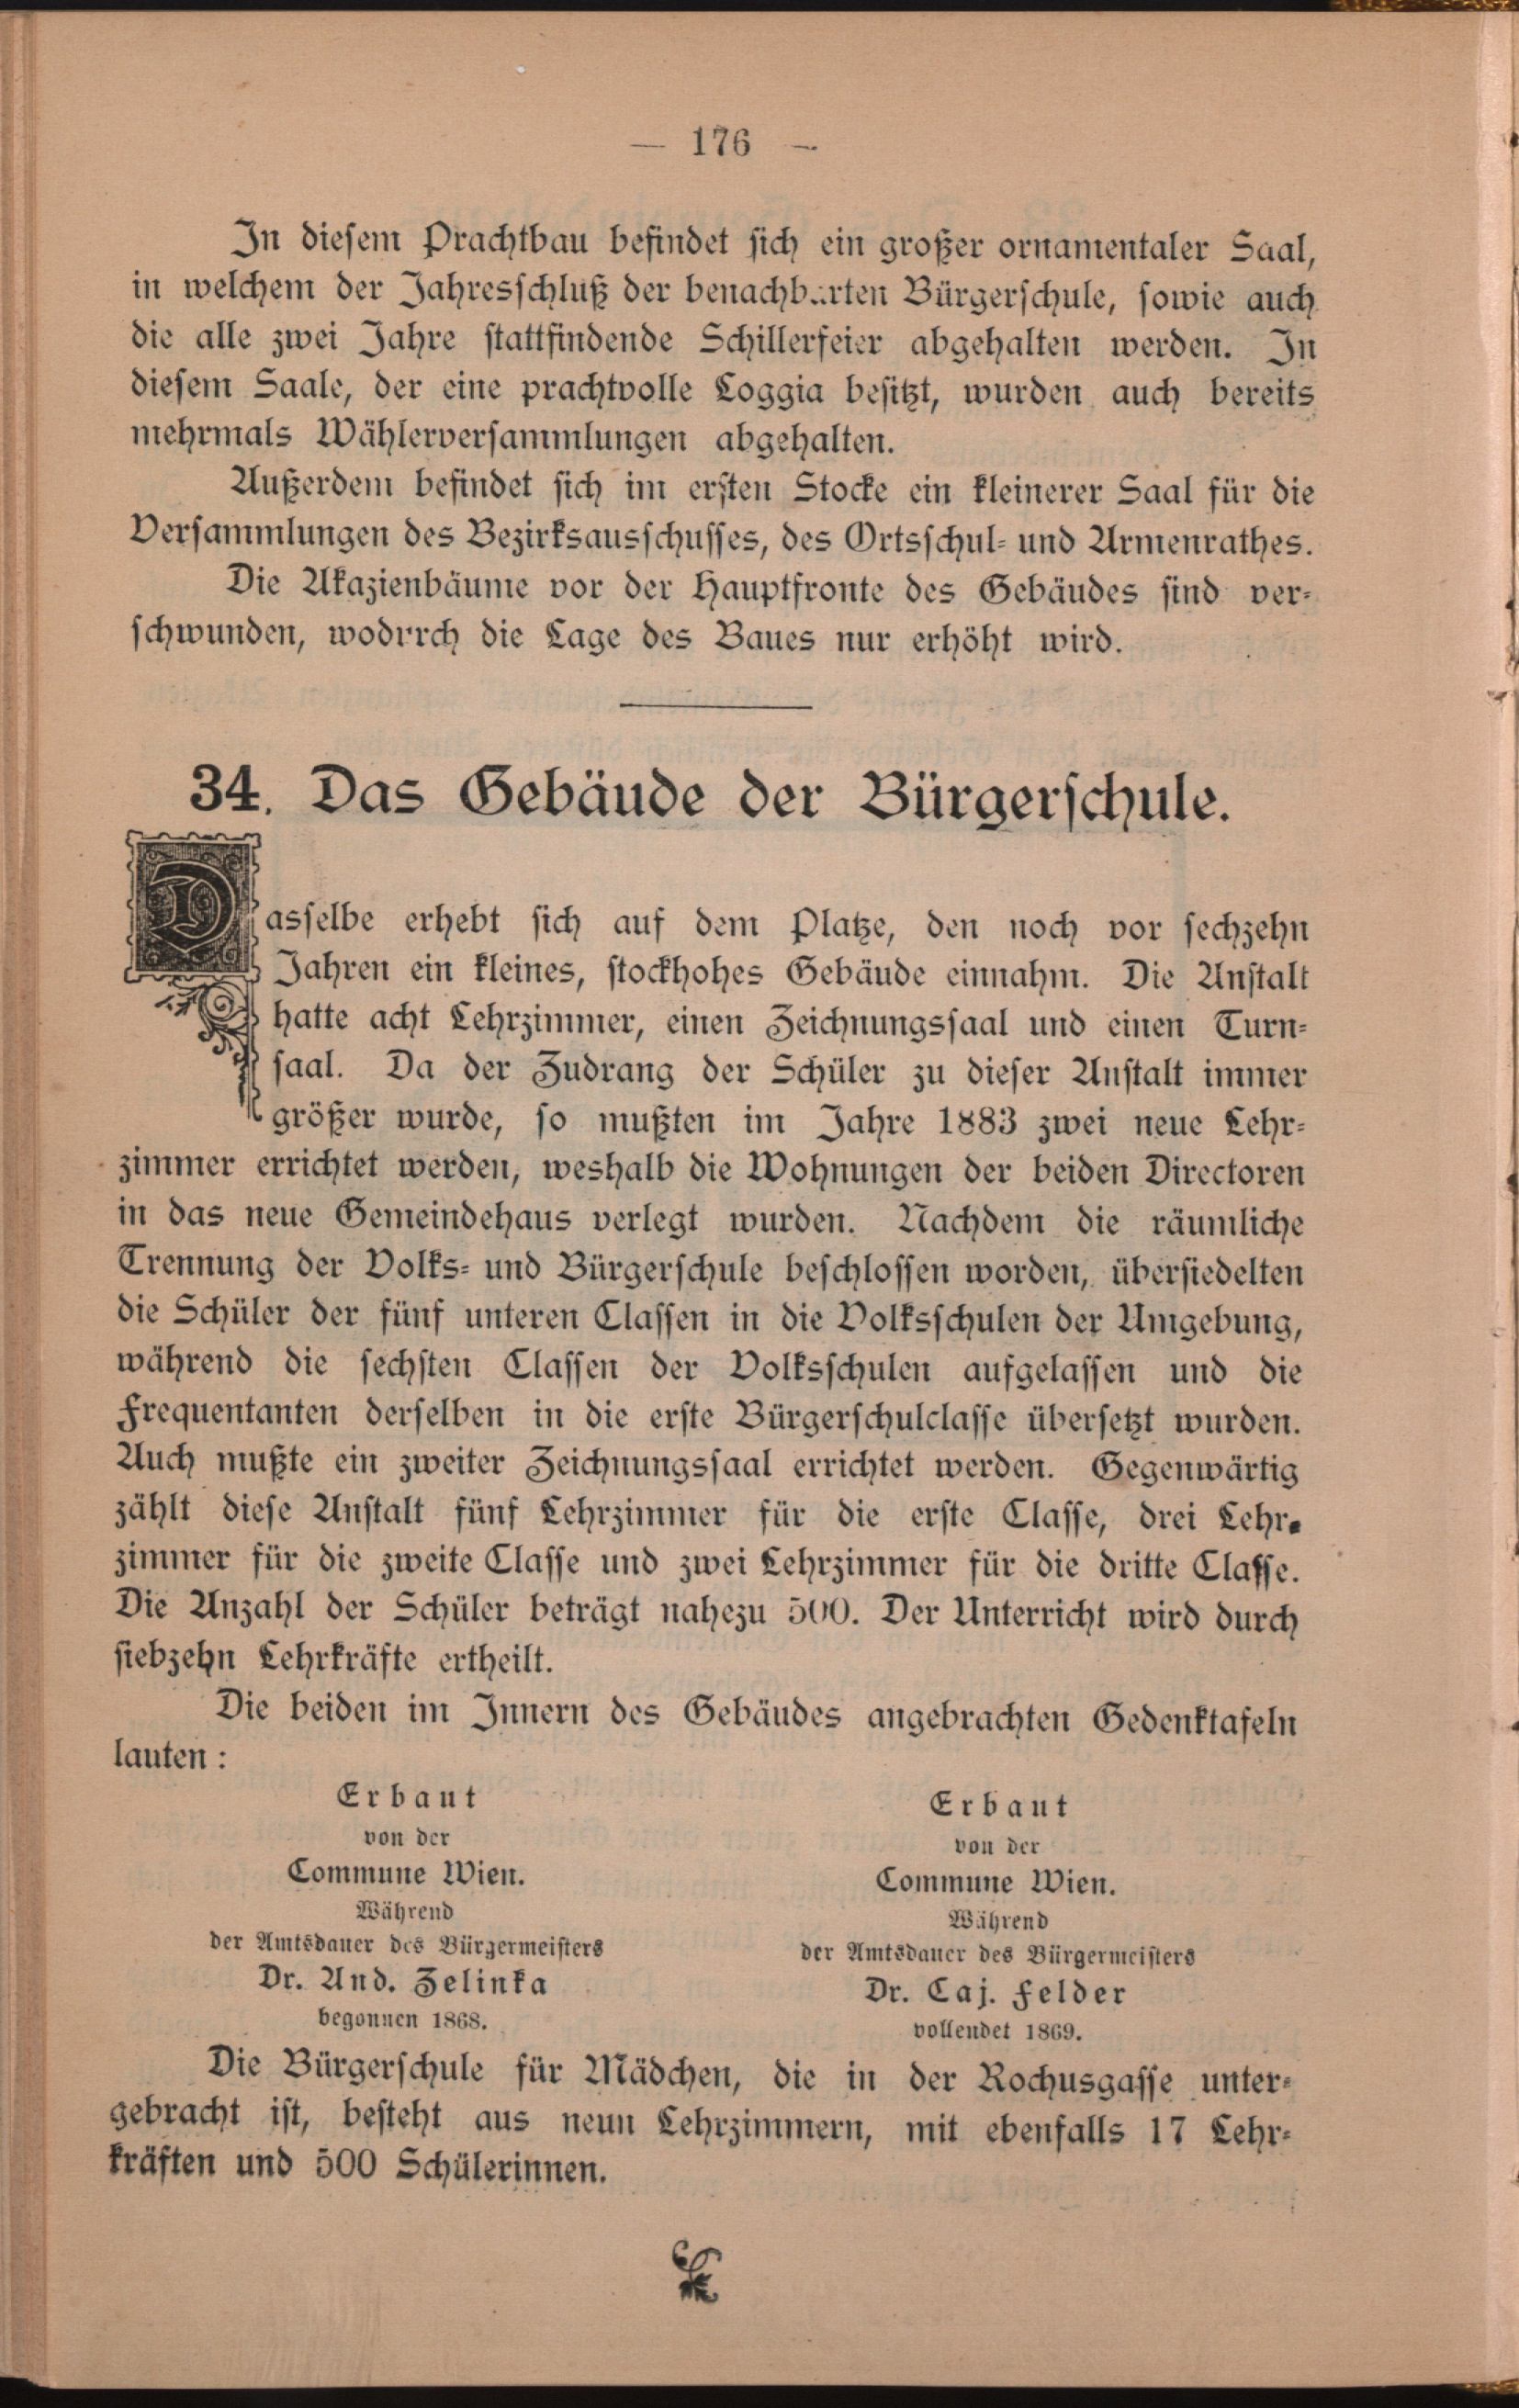 — 176 —
In diesem Prachtbau befindet sich ein großer ornamentaler Saal,
in welchem der Jahresschluß der benachbarten Bürgerschule, sowie auch
die alle zwei Jahre stattfindende Schillerfeier abgehalten werden. In
diesem Saale, der eine prachtvolle Loggia besitzt, wurden auch bereits
mehrmals Wählerversammlungen abgehalten.
Außerdem befindet sich im ersten Stocke ein kleinerer Saal für die
Versammlungen des Bezirksausschusses, des Ortsschul- und Armenrathes.
Die Akazienbäume vor der Hauptfronte des Gebäudes sind ver-
schwunden, wodrrch die Lage des Baues nur erhöht wird.
34. Das Gebäude der Bürgerschule.
Dasselbe erhebt sich auf dem Platze, den noch vor sechzehn
Jahren ein kleines, stockhohes Gebäude einnahm. Die Anstalt
hatte acht Lehrzimmer, einen Zeichnungssaal und einen Turn-
saal. Da der Zudrang der Schüler zu dieser Anstalt immer
größer wurde, so mußten im Jahre 1883 zwei neue Lehr-
zimmer errichtet werden, weshalb die Wohnungen der beiden Directoren
in das neue Gemeindehaus verlegt wurden. Nachdem die räumliche
Trennung der Volks- und Bürgerschule beschlossen worden, übersiedelten
die Schüler der fünf unteren Classen in die Volksschulen der Umgebung,
während die sechsten Classen der Volksschulen aufgelassen und die
Frequentanten derselben in die erste Bürgerschulclasse übersetzt wurden.
Auch mußte ein zweiter Zeichnungssaal errichtet werden. Gegenwärtig
zählt diese Anstalt fünf Lehrzimmer für die erste Classe, drei Lehr-
zimmer für die zweite Classe und zwei Lehrzimmer für die dritte Classe.
Die Anzahl der Schüler beträgt nahezu 500. Der Unterricht wird durch
siebzehn Lehrkräfte ertheilt.
Die beiden im Innern des Gebäudes angebrachten Gedenktafeln
lauten:
Erbaut
von der
Commune Wien.
Während
der Amtsdauer des Bürgermeisters
Dr. And. Zelinka
begonnen 1868.
Erbaut
von der
Commune Wien.
Während
der Amtsdauer des Bürgermeisters
Dr. Caj. Felder
vollendet 1869.
Die Bürgerschule für Mädchen, die in der Rochusgasse unter-
gebracht ist, besteht aus neun Lehrzimmern, mit ebenfalls 17 Lehr-
kräften und 500 Schülerinnen.